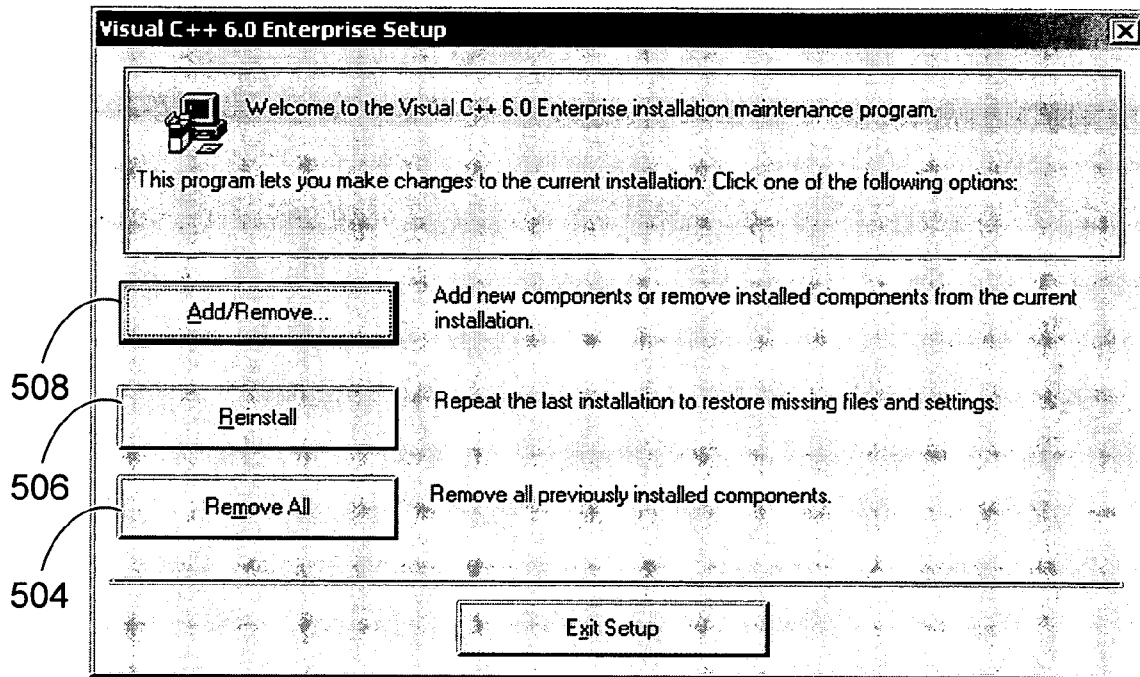 Visual C++ 6.0 Enterprise Setup
Welcome to the Visual C++ 6.0 Enterprise installation maintenance program.
This program lets you make changes to the current installation. Click one of the following options:
Add/Remove...
Add new components or remove installed components from the current
installation.
508
Reinstall
Repeat the last installation to restore missing files and settings.
506
Remove All
Remove all previously installed components.
504
Exit Setup